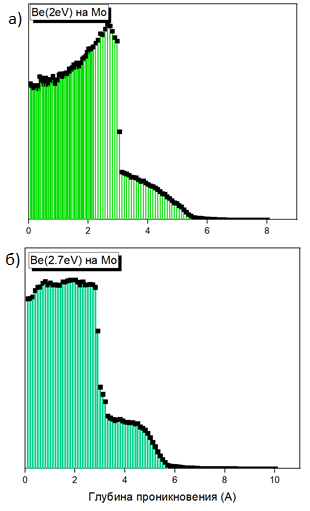 а)
Be(2eV) на Mo
0 2 4 6 8
б)
Be(2.7eV) на Mo
0 2 4 6 8 10
Глубина проникновения (А)